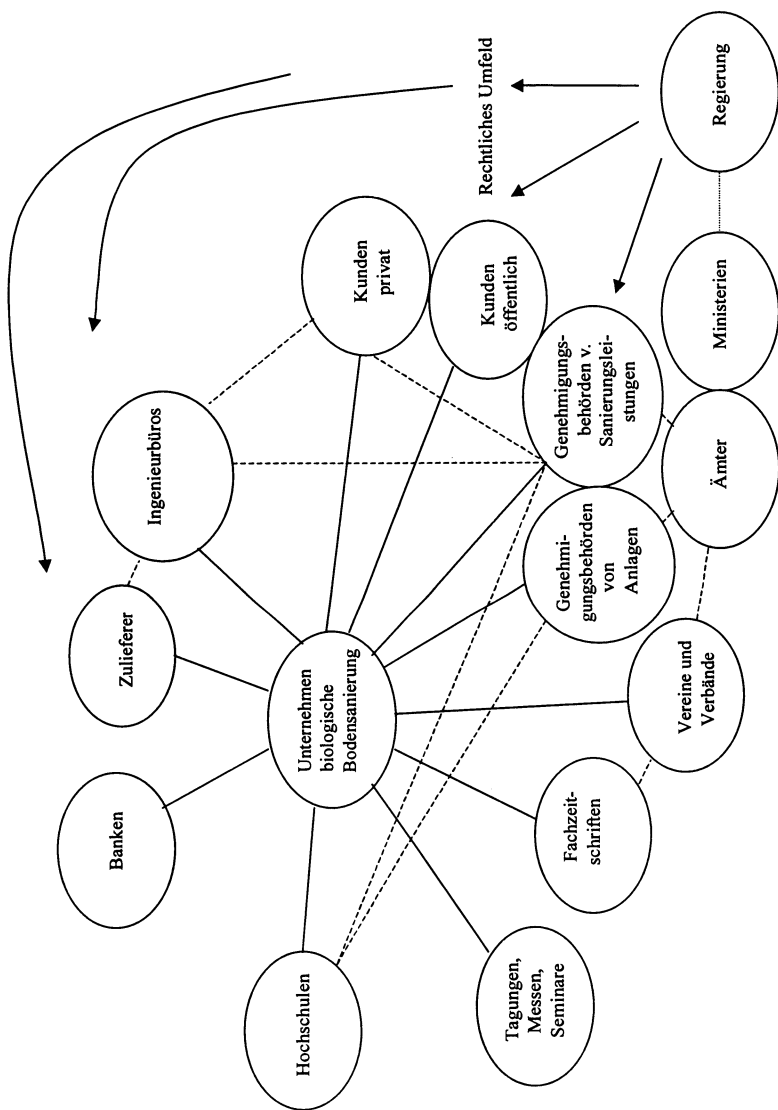 Banken
Zulieferer
Ingenieurbüros
Hochschulen
Unternehmen
biologische
Bodensanierung
Kunden
privat
Rechtliches Umfeld
Kunden
öffentlich
Tagungen,
Messen,
Seminare
Fachzeit-
schriften
Genehmi-
gungsbehörden
von
Anlagen
Genehmigungs-
behörden v.
Sanierungslei-
stungen
Vereine und
Verbände
Ämter
Ministerien
Regierung